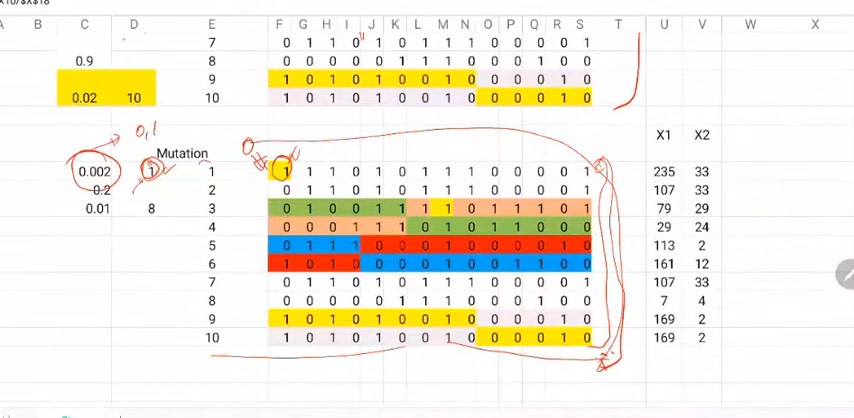 X10/$X$18
A B C D E F G H I J K L M N O P Q R S T U V W X
7 0 1 1 0 1 0 1 1 1 0 0 0 0 1
0.9 8 0 0 0 0 0 1 1 1 0 0 0 1 0 0
9 1 0 1 0 1 0 0 1 0 0 0 0 1 0
0.02 10 10 1 0 1 0 1 0 0 1 0 0 0 0 1 0
0,1
X1 X2
Mutation
0.002 1 1 1 1 1 0 1 0 1 1 1 0 0 0 0 1 235 33
0.2 2 0 1 1 0 1 0 1 1 1 0 0 0 0 1 107 33
0.01 8 3 0 1 0 0 1 1 1 1 0 1 1 1 0 1 79 29
4 0 0 0 1 1 1 0 1 0 1 1 0 0 0 29 24
5 0 1 1 1 0 0 0 1 0 0 0 0 1 0 113 2
6 1 0 1 0 0 0 0 1 0 0 1 1 0 0 161 12
7 0 1 1 0 1 0 1 1 1 0 0 0 0 1 107 33
8 0 0 0 0 0 1 1 1 0 0 0 1 0 0 7 4
9 1 0 1 0 1 0 0 1 0 0 0 0 1 0 169 2
10 1 0 1 0 1 0 0 1 0 0 0 0 1 0 169 2